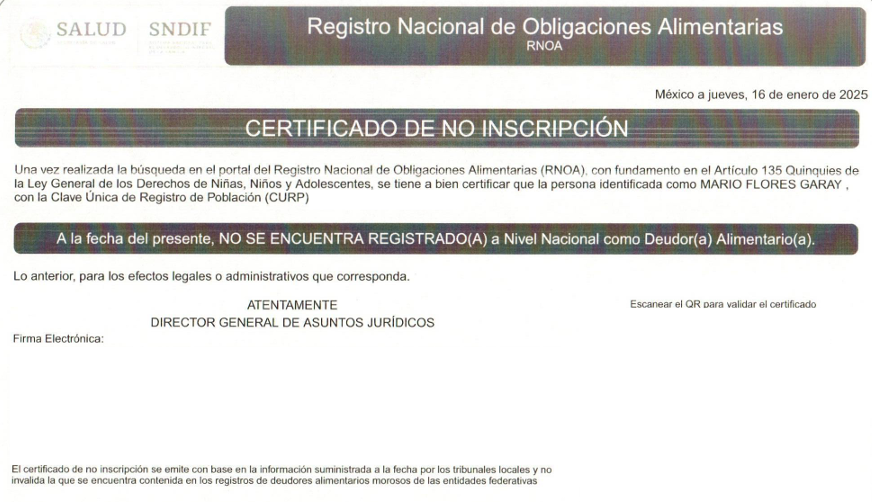 SALUD
SNDIF
Registro Nacional de Obligaciones Alimentarias
RNOA
México a jueves, 16 de enero de 2025
CERTIFICADO DE NO INSCRIPCIÓN
Una vez realizada la búsqueda en el portal del Registro Nacional de Obligaciones Alimentarias (RNOA), con fundamento en el Artículo 135 Quinquies de
la Ley General de los Derechos de Niñas, Niños y Adolescentes, se tiene a bien certificar que la persona identificada como MARIO FLORES GARAY ,
con la Clave Única de Registro de Población (CURP)
A la fecha del presente, NO SE ENCUENTRA REGISTRADO(A) a Nivel Nacional como Deudor(a) Alimentario(a).
Lo anterior, para los efectos legales o administrativos que corresponda.
ATENTAMENTE
Escanear el QR para validar el certificado
DIRECTOR GENERAL DE ASUNTOS JURÍDICOS
Firma Electrónica:
El certificado de no inscripción se emite con base en la información suministrada a la fecha por los tribunales locales y no
invalida la que se encuentra contenida en los registros de deudores alimentarios morosos de las entidades federativas